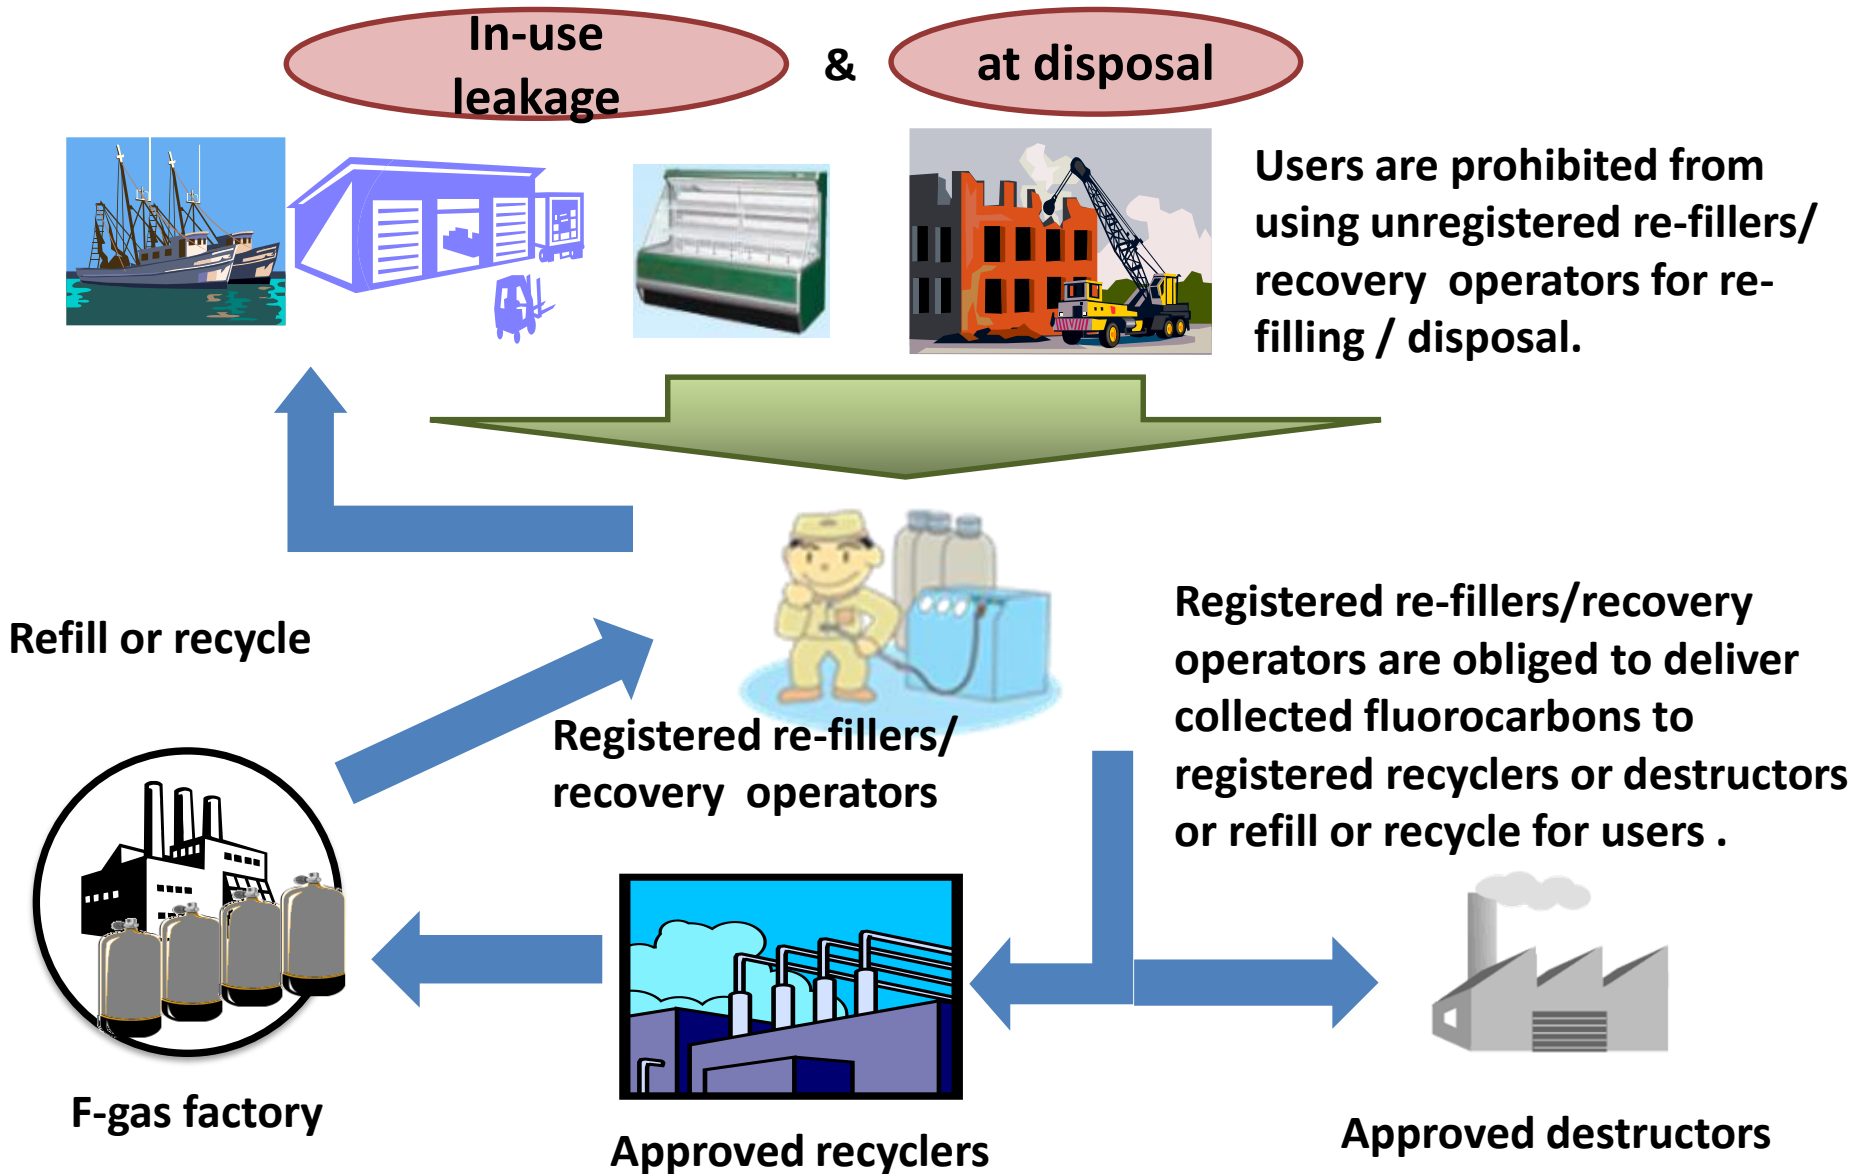 In-use
leakage
&
at disposal
Users are prohibited from
using unregistered re-fillers/
recovery operators for re-
filling / disposal.
Refill or recycle
Registered re-fillers/
recovery operators
Registered re-fillers/recovery
operators are obliged to deliver
collected fluorocarbons to
registered recyclers or destructors
or refill or recycle for users .
F-gas factory
Approved recyclers
Approved destructors